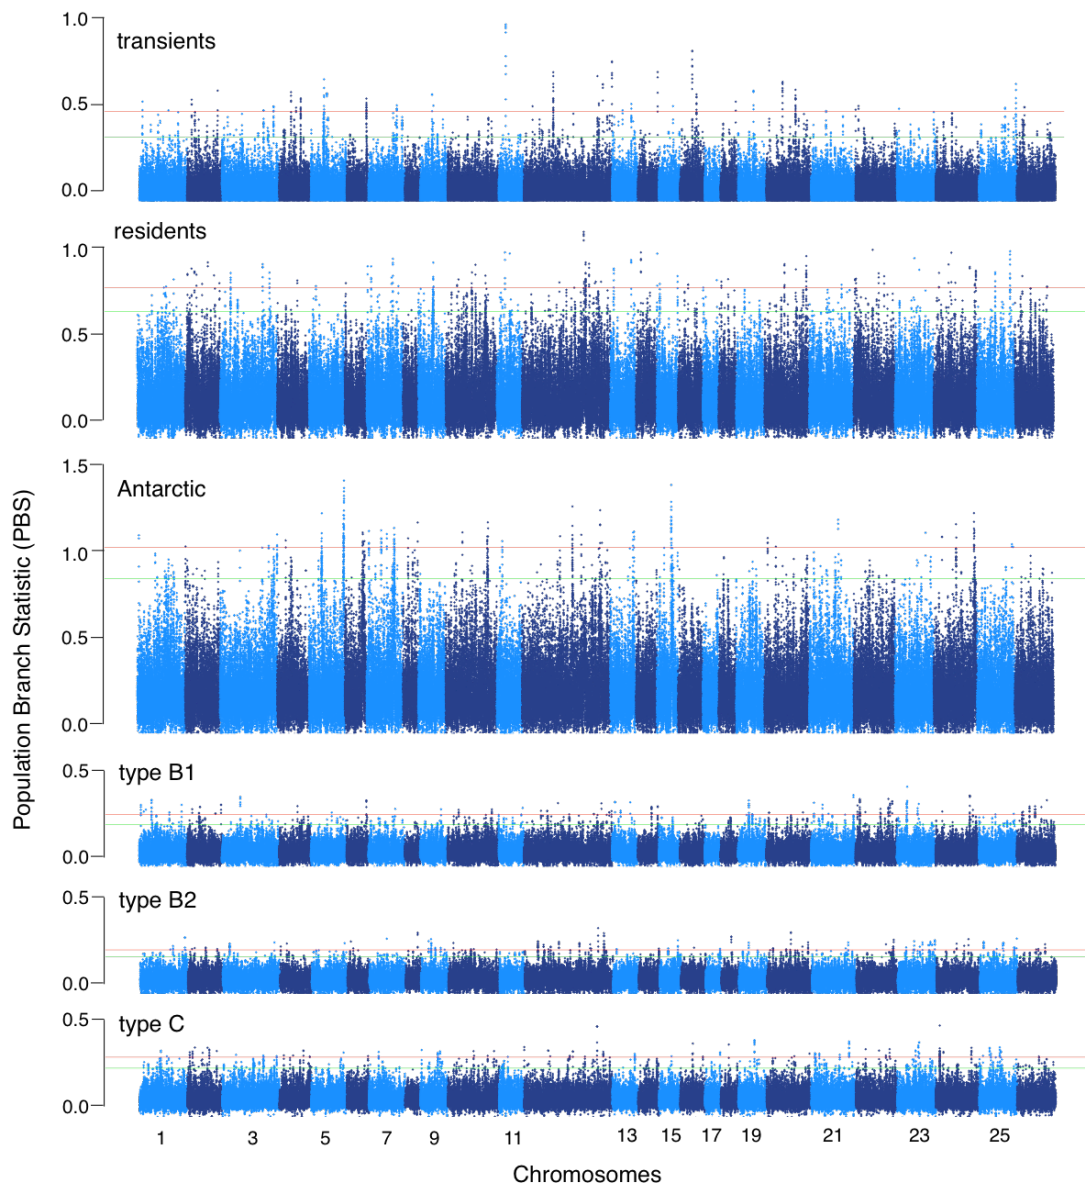 Population Branch Statistic (PBS)
transients
1.0
0.5
0.0
residents
1.0
0.5
0.0
Antarctic
1.5
1.0
0.5
0.0
type B1
0.5
0.0
type B2
0.5
0.0
type C
0.5
0.0
1 3 5 7 9 11 13 15 17 19 21 23 25
Chromosomes